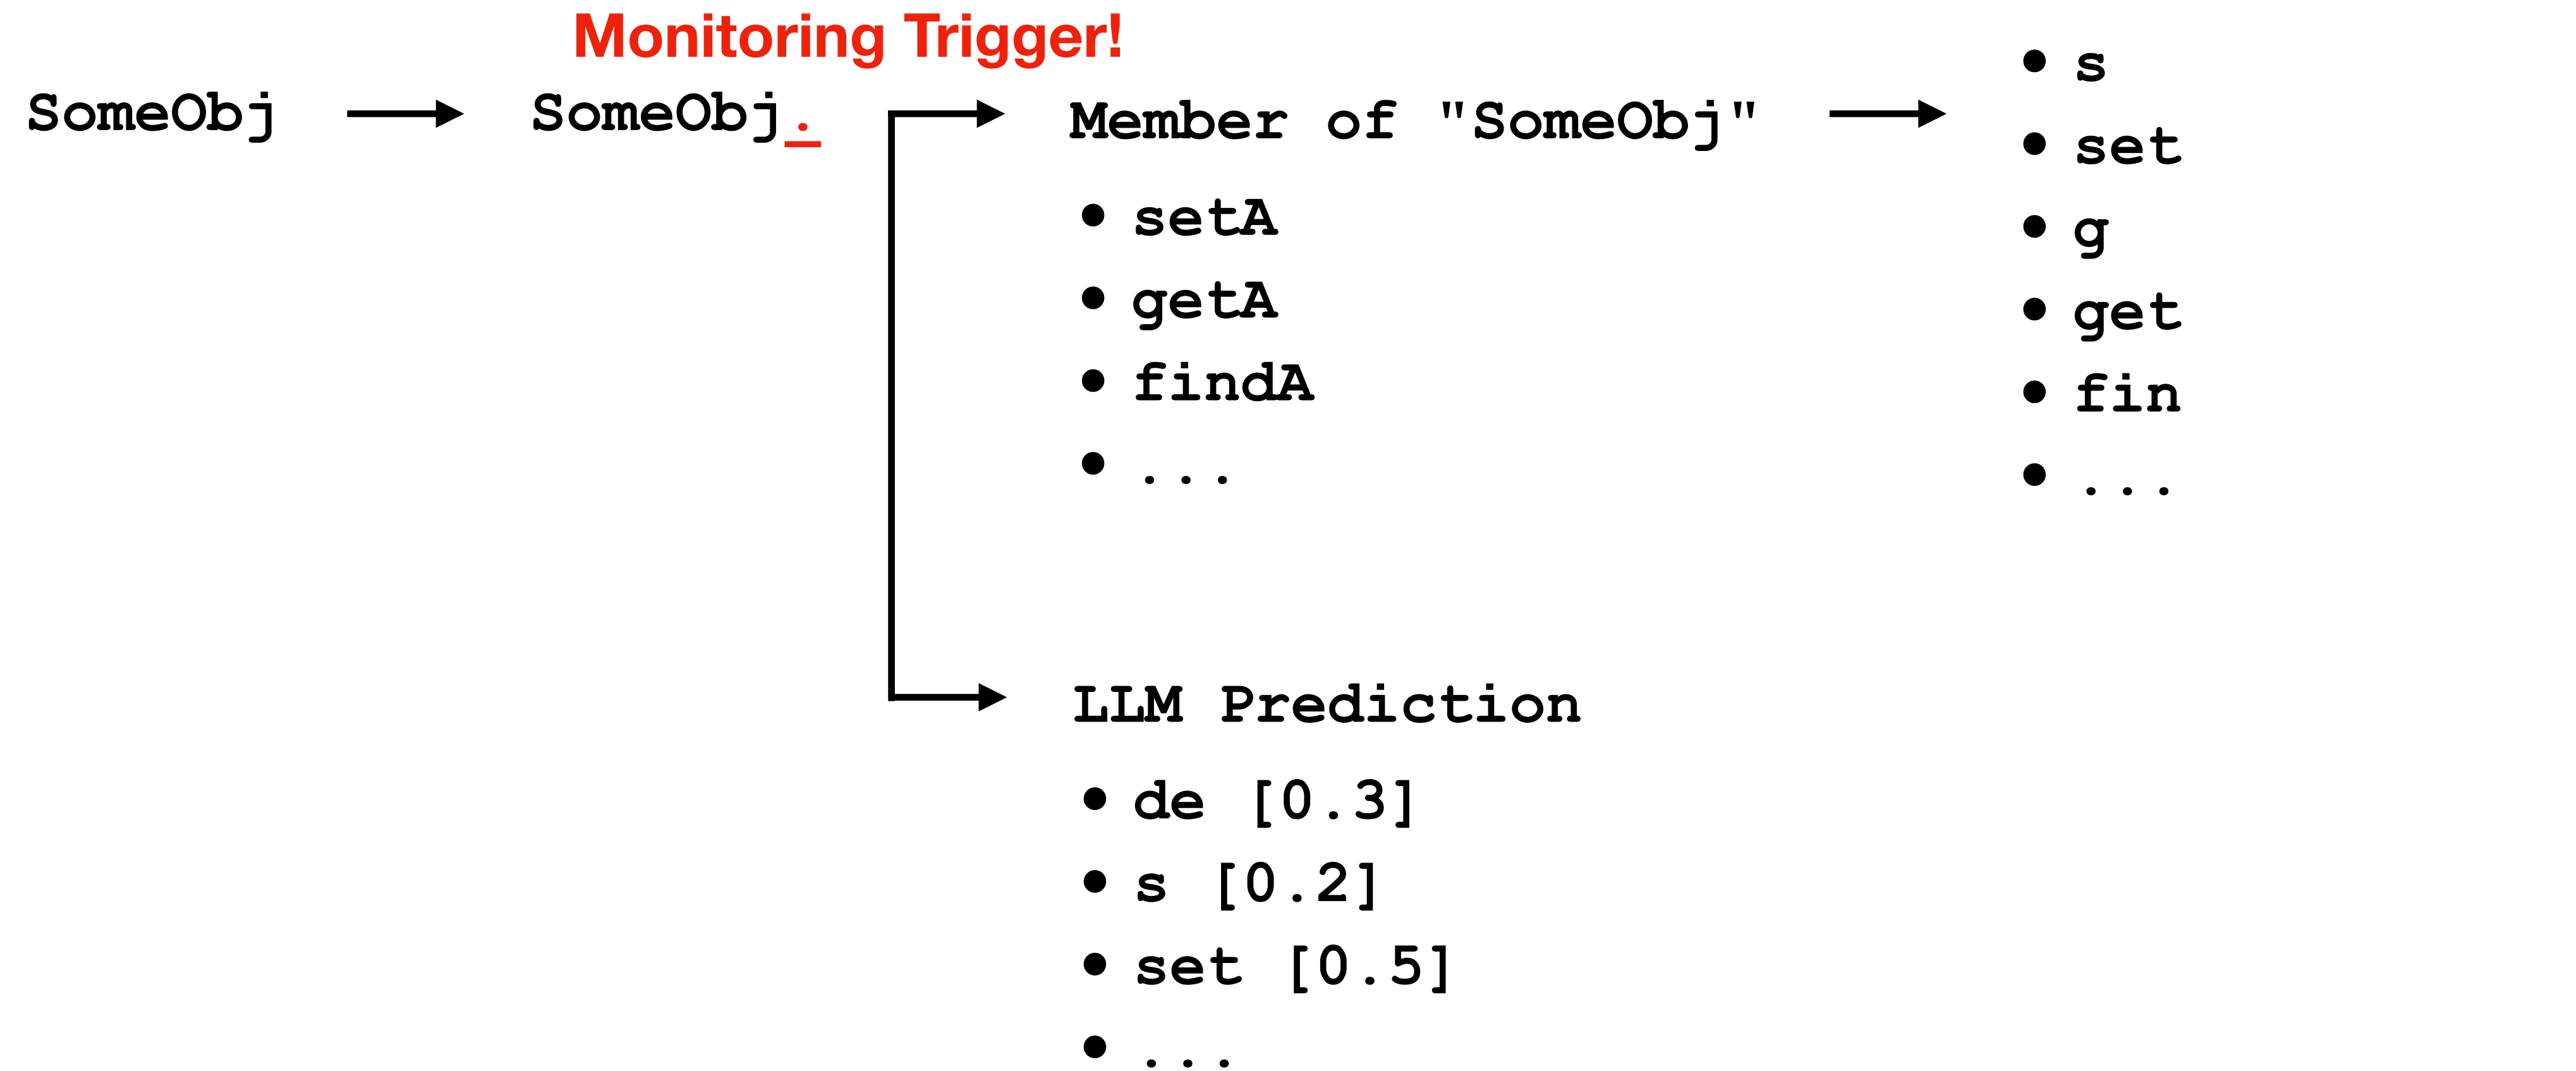 Monitoring Trigger!
SomeObj
SomeObj.
Member of "SomeObj"
• setA
• getA
• findA
• ...
• s
• set
• g
• get
• fin
• ...
LLM Prediction
• de [0.3]
• s [0.2]
• set [0.5]
• ...